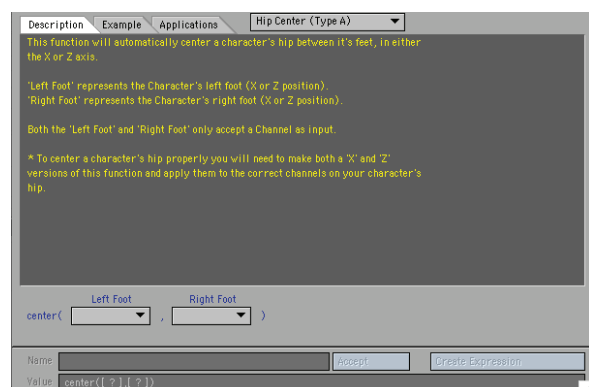 Description Example Applications Hip Center (Type A)
This function will automatically center a character's hip between it's feet, in either
the X or Z axis.
'Left Foot' represents the Character's left foot (X or Z position).
'Right Foot' represents the Character's right foot (X or Z position).
Both the 'Left Foot' and 'Right Foot' only accept a Channel as input.
* To center a character's hip properly you will need to make both a 'X' and 'Z'
versions of this function and apply them to the correct channels on your character's
hip.
Left Foot Right Foot
center( , )
Name Accept Create Expression
Value center([ ? ],[ ? ])